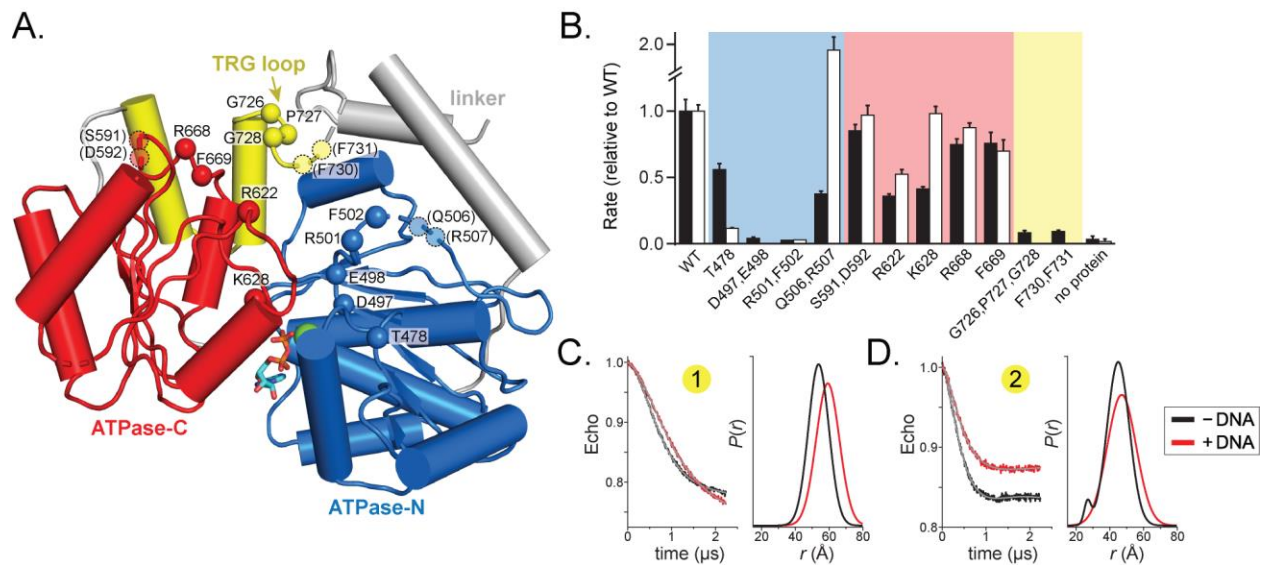 A.
TRG loop
linker
G726
P727
G728
(S591)
R668
(D592)
F669
(F731)
(F730)
R622
F502
(Q506)
R501
(R507)
E498
K628
D497
T478
ATPase-C
ATPase-N
B.
Rate (relative to WT)
2.0
1.0
0.5
0.0
WT
T478
D497,E498
R501,F502
Q506,R507
S591,D592
R622
K628
R668
F669
G726,P727,G728
F730,F731
no protein
C.
1
Echo
1.0
0.9
0.8
0 1 2
time (μs)
P(r)
20 40 60 80
r (Å)
D.
2
Echo
1.0
0.9
0.8
0 1 2
time (μs)
P(r)
20 40 60 80
r (Å)
– DNA
+ DNA